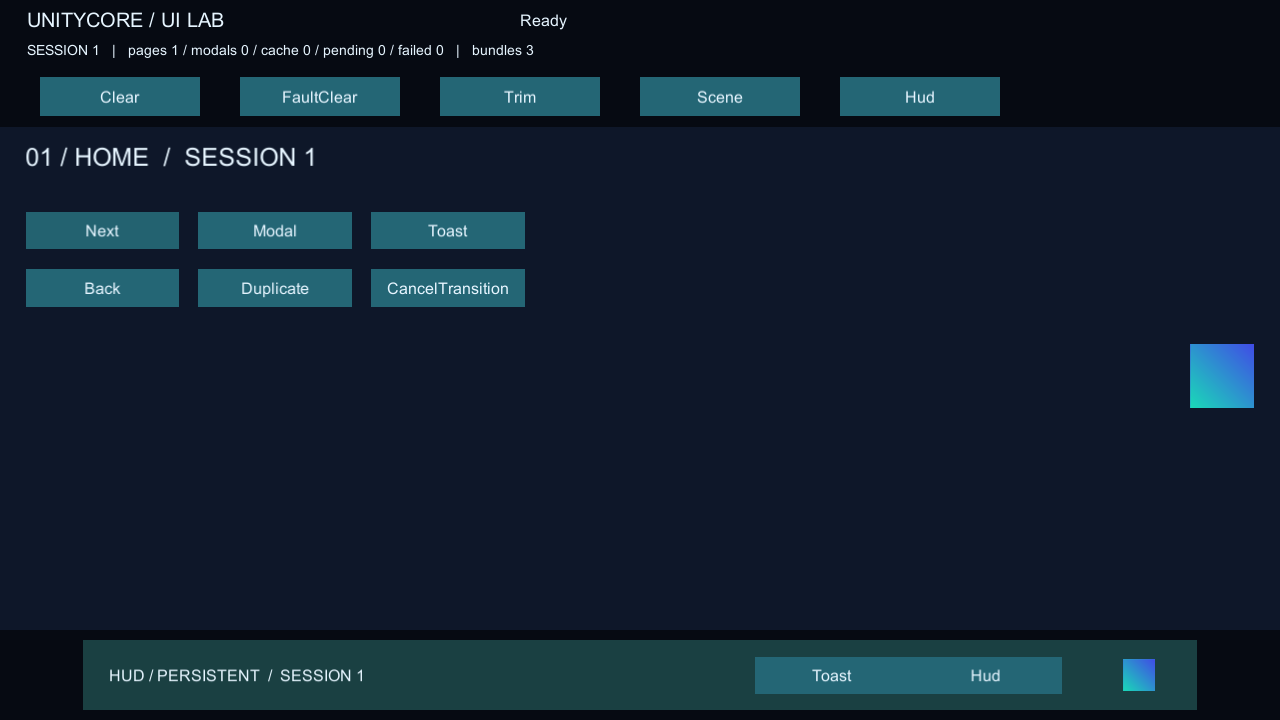 UNITYCORE / UI LAB
Ready
SESSION 1 | pages 1 / modals 0 / cache 0 / pending 0 / failed 0 | bundles 3
Clear
FaultClear
Trim
Scene
Hud
01 / HOME / SESSION 1
Next
Modal
Toast
Back
Duplicate
CancelTransition
HUD / PERSISTENT / SESSION 1
Toast
Hud